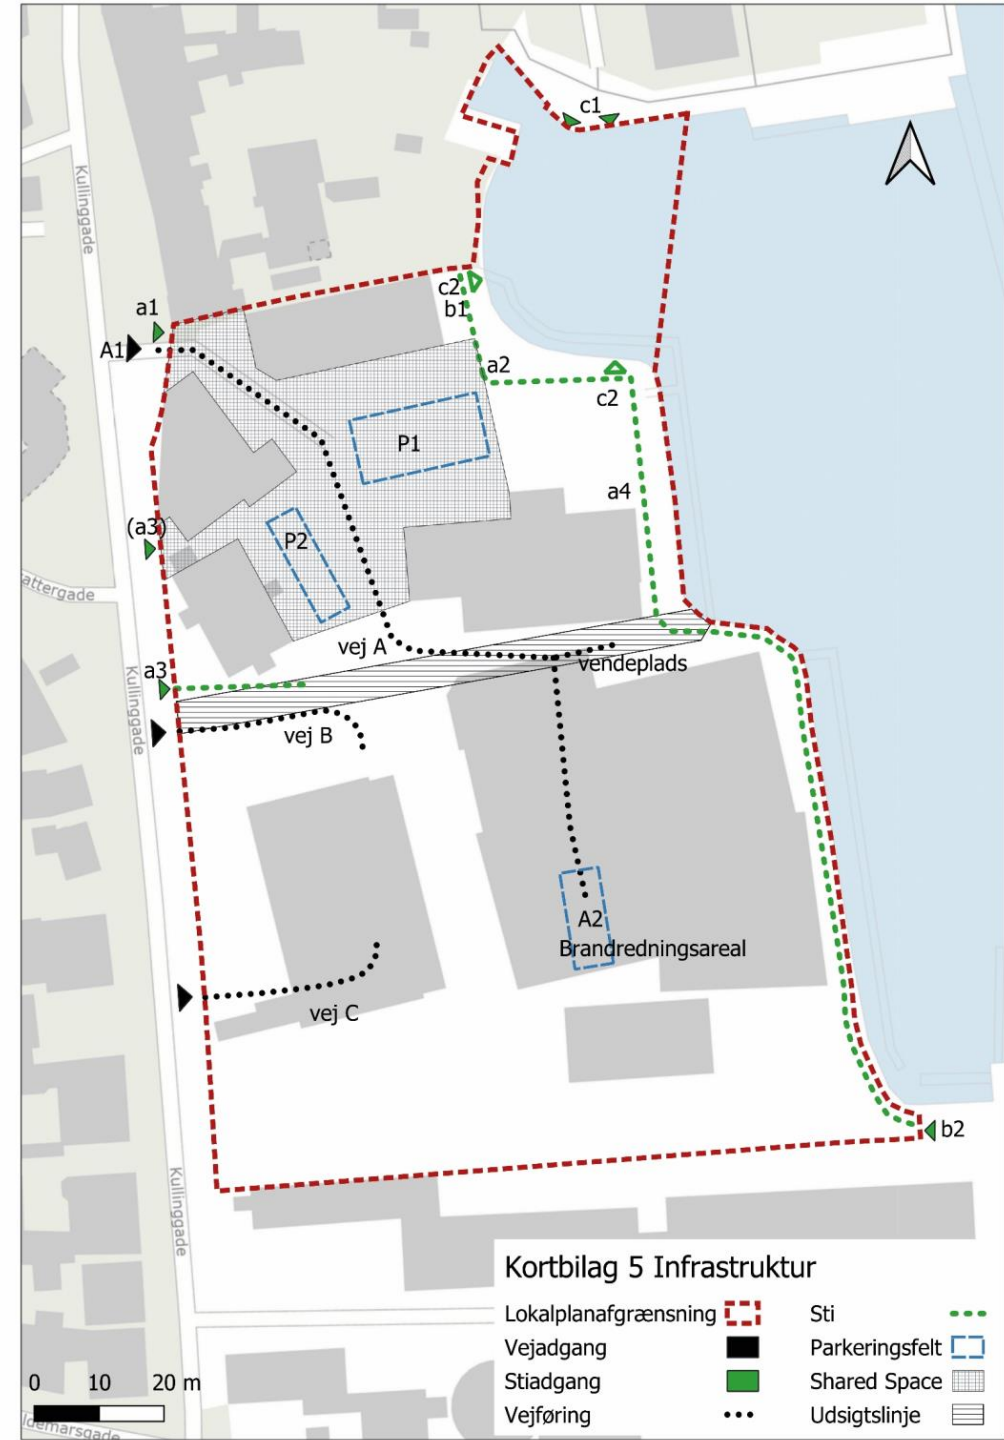 c1
Kullinggade
c2
b1
a1
A1
a2
c2
P1
a4
(a3)
P2
attergade
vej A
vendeplads
a3
Kullinggade
vej B
A2
Brandredningsareal
vej C
b2
Kullinggade
Kortbilag 5 Infrastruktur
Lokalplanafgrænsning
Sti
Vejadgang
Parkeringsfelt
Stiadgang
Shared Space
Vejføring
Udsigtslinje
0 10 20 m
ldemarsgade